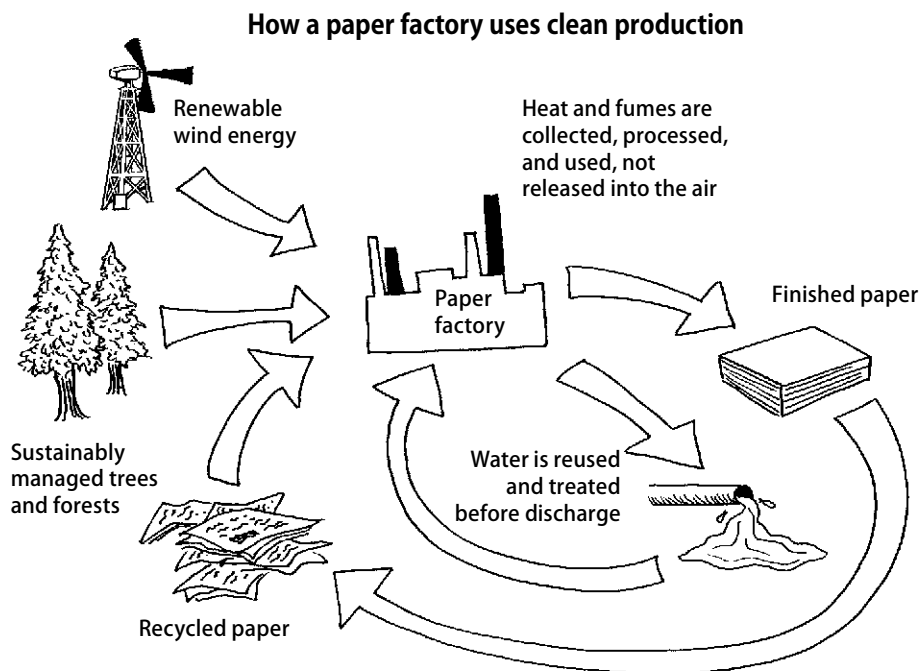 How a paper factory uses clean production
Renewable
wind energy
Heat and fumes are
collected, processed,
and used, not
released into the air
Paper
factory
Finished paper
Sustainably
managed trees
and forests
Water is reused
and treated
before discharge
Recycled paper